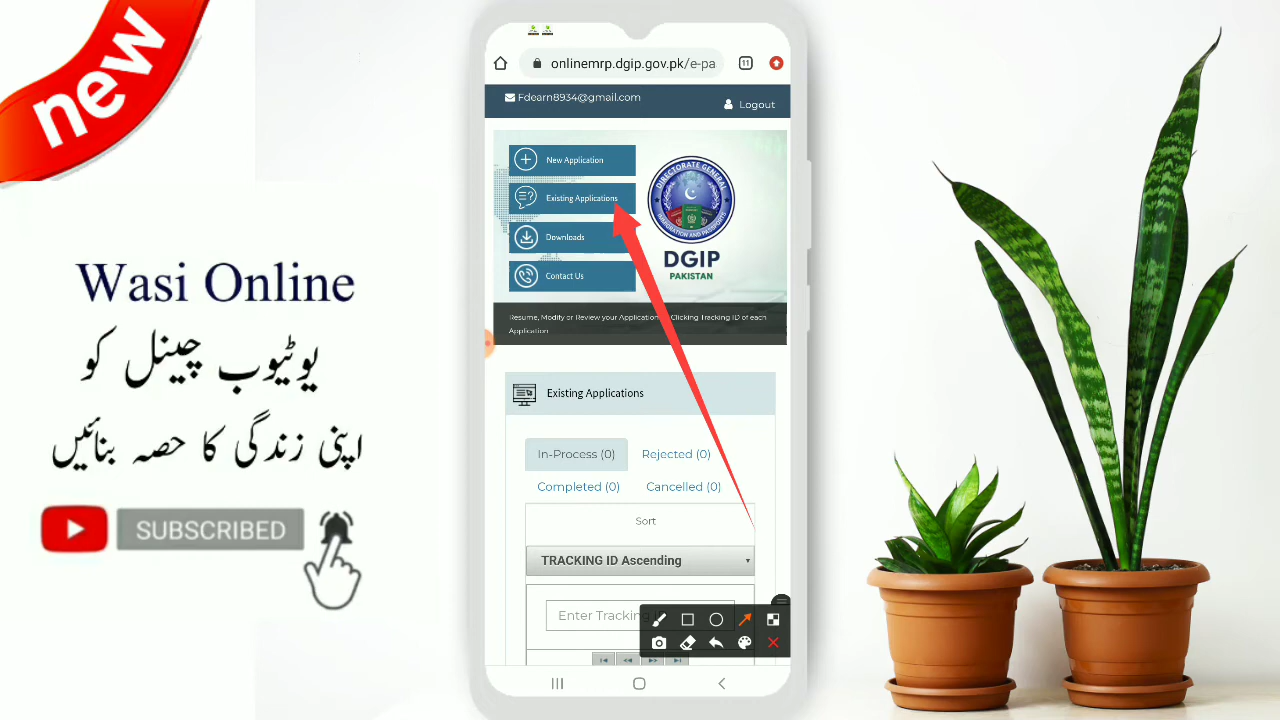 new
Wasi Online
یوٹیوب چینل کو
اپنی زندگی کا حصہ بنائیں
SUBSCRIBED
onlinemrp.dgip.gov.pk/e-pa
11
Fdearn8934@gmail.com
Logout
New Application
Existing Applications
Downloads
Contact Us
DIRECTORATE GENERAL
IMMIGRATION AND PASSPORTS
DGIP
PAKISTAN
Resume, Modify or Review your Application Clicking Tracking ID of each
Application
Existing Applications
In-Process (0)
Rejected (0)
Completed (0)
Cancelled (0)
Sort
TRACKING ID Ascending
Enter Tracking